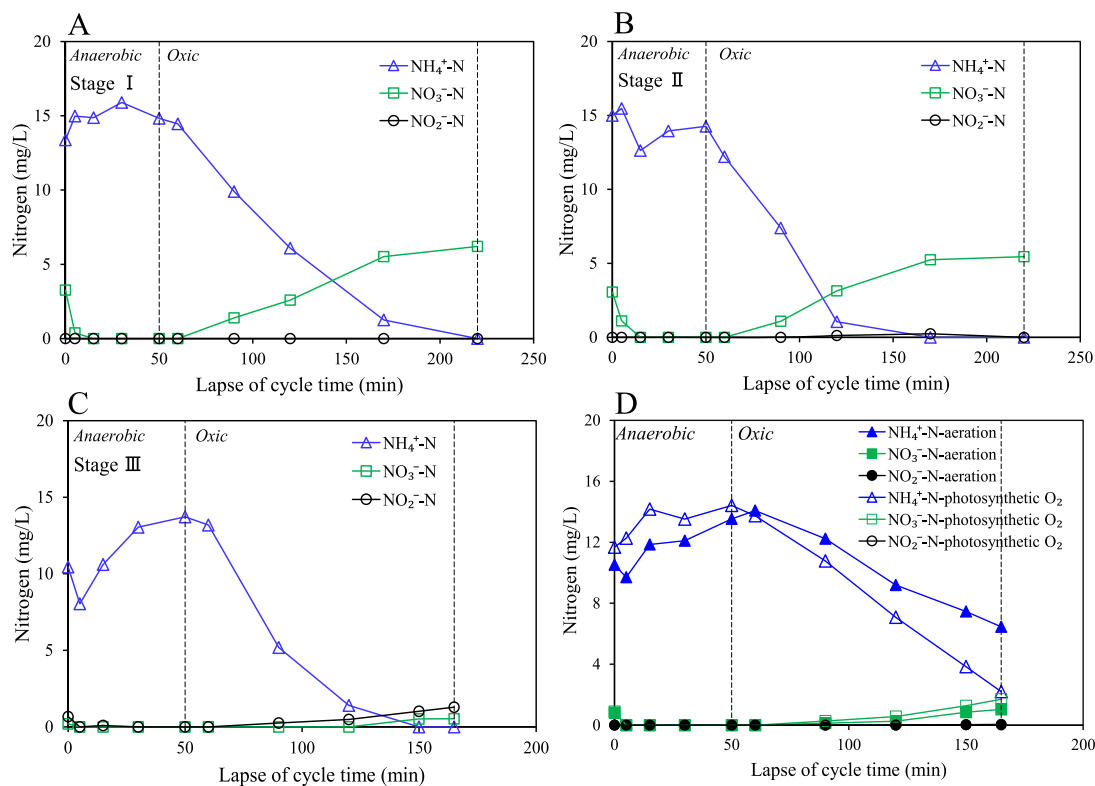 A
Anaerobic
Oxic
Stage Ⅰ
NH₄⁺-N
NO₃⁻-N
NO₂⁻-N
Nitrogen (mg/L)
20
15
10
5
0
0 50 100 150 200 250
Lapse of cycle time (min)
B
Anaerobic
Oxic
Stage Ⅱ
NH₄⁺-N
NO₃⁻-N
NO₂⁻-N
Nitrogen (mg/L)
20
15
10
5
0
0 50 100 150 200 250
Lapse of cycle time (min)
C
Anaerobic
Oxic
Stage Ⅲ
NH₄⁺-N
NO₃⁻-N
NO₂⁻-N
Nitrogen (mg/L)
20
15
10
5
0
0 50 100 150 200
Lapse of cycle time (min)
D
Anaerobic
Oxic
NH₄⁺-N-aeration
NO₃⁻-N-aeration
NO₂⁻-N-aeration
NH₄⁺-N-photosynthetic O₂
NO₃⁻-N-photosynthetic O₂
NO₂⁻-N-photosynthetic O₂
Nitrogen (mg/L)
20
16
12
8
4
0
0 50 100 150 200
Lapse of cycle time (min)